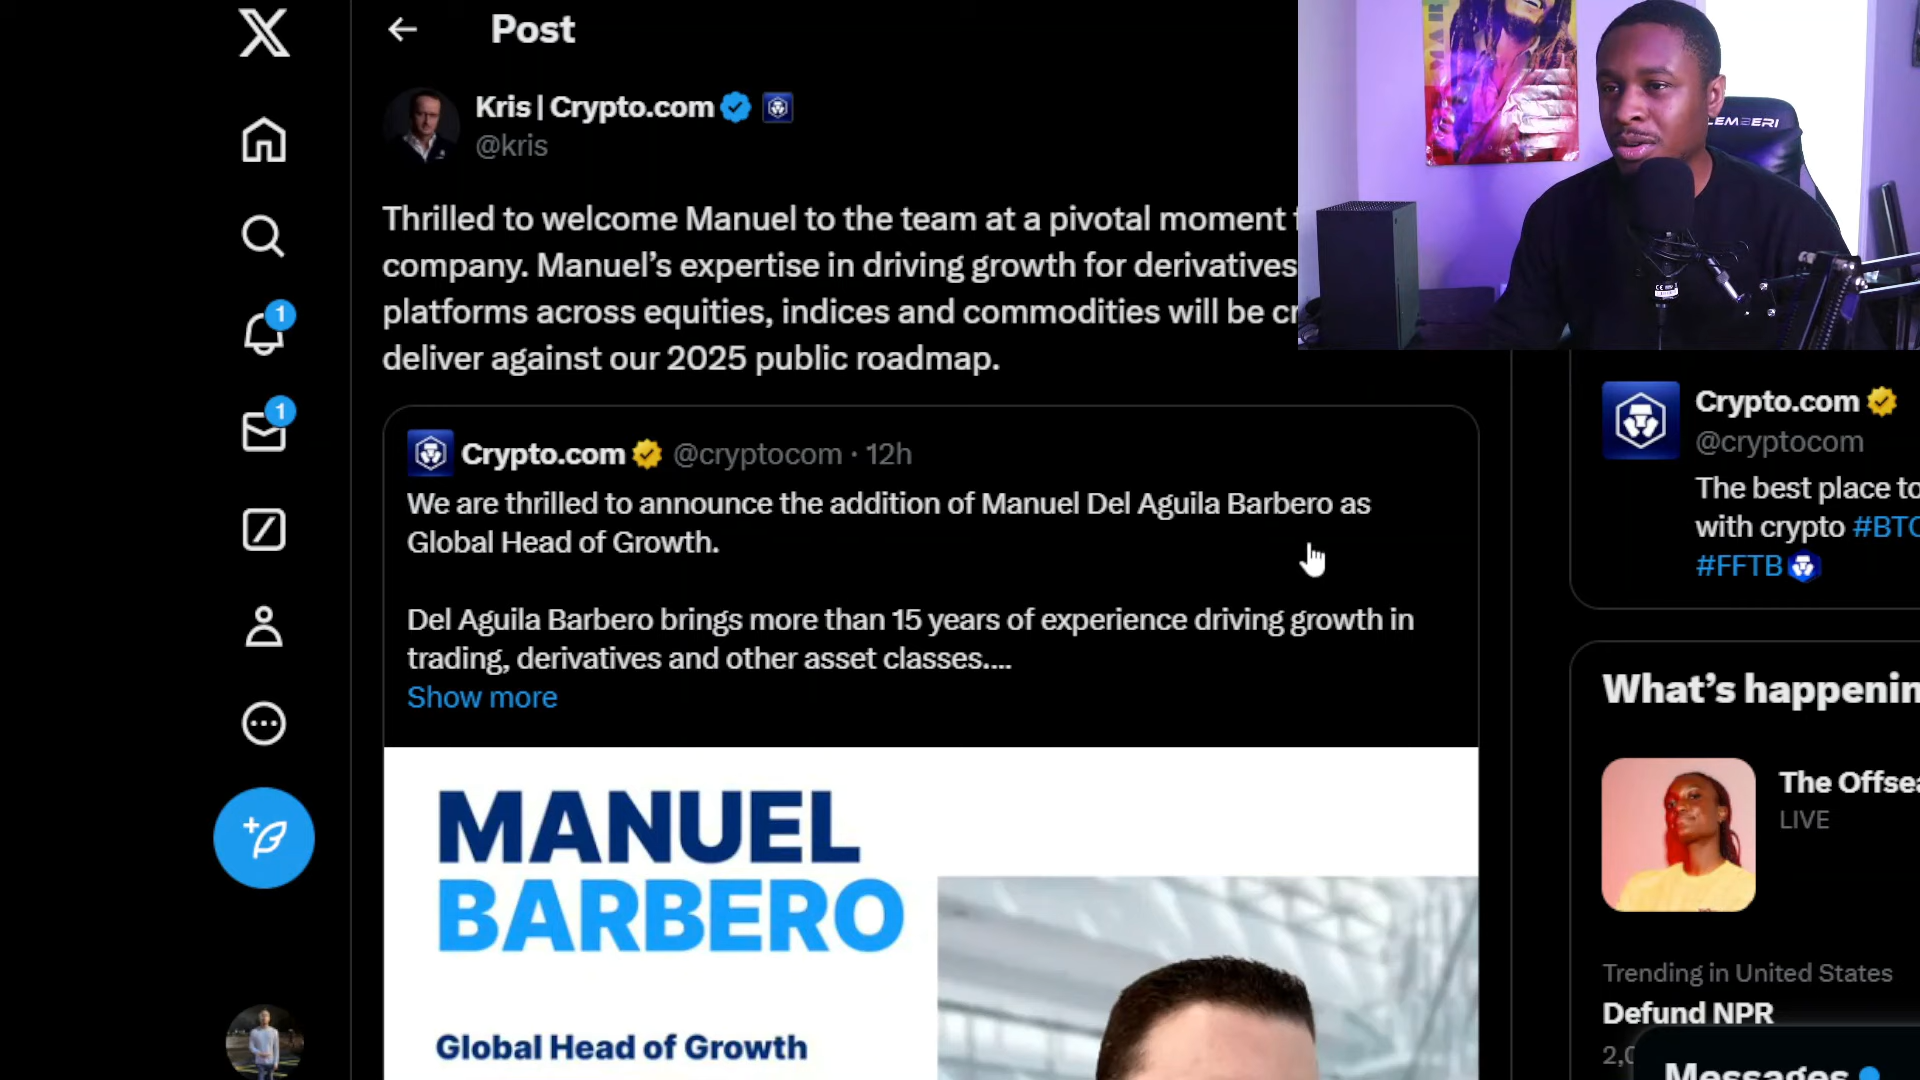 Post
Kris | Crypto.com
@kris
Thrilled to welcome Manuel to the team at a pivotal moment
company. Manuel's expertise in driving growth for derivatives
platforms across equities, indices and commodities will be
deliver against our 2025 public roadmap.
Crypto.com @cryptocom · 12h
We are thrilled to announce the addition of Manuel Del Aguila Barbero as
Global Head of Growth.
Del Aguila Barbero brings more than 15 years of experience driving growth in
trading, derivatives and other asset classes....
Show more
MANUEL
BARBERO
Global Head of Growth
1
1
Crypto.com
@cryptocom
The best place to
with crypto #BTC
#FFTB
What's happenin
The Offsea
LIVE
Trending in United States
Defund NPR
Messages